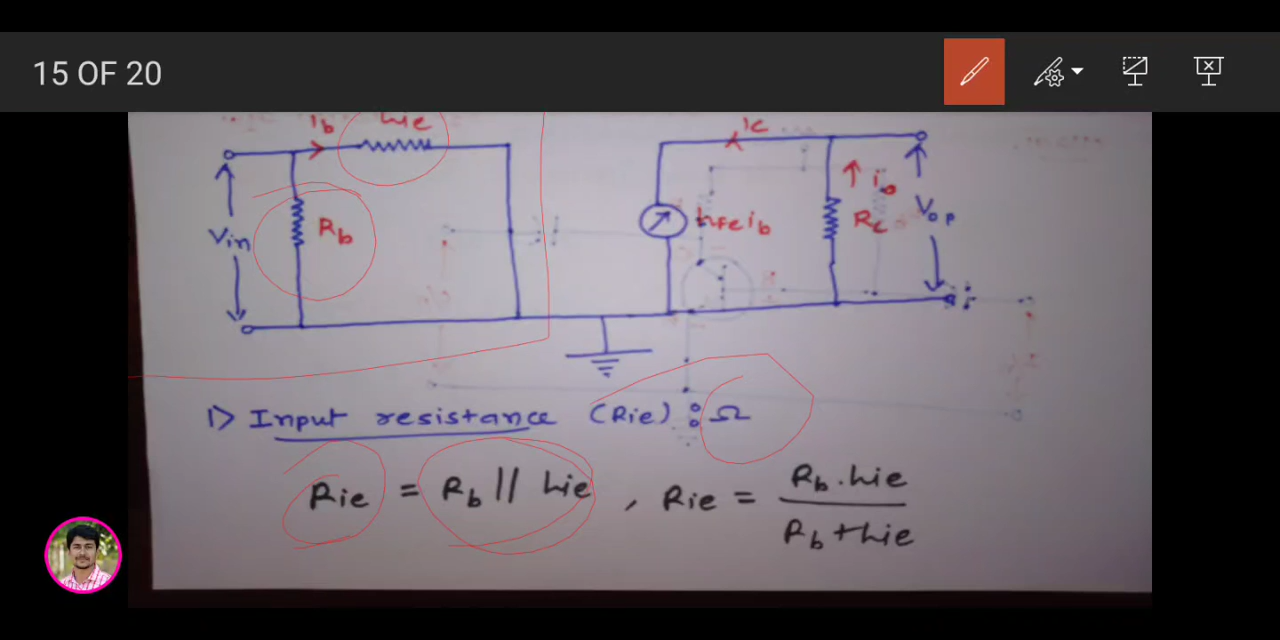 15 OF 20
ib hie ic
Rb Vin hfeib io Rc Vop
1> Input resistance (Rie) : Ω
Rie = Rb || hie , Rie = Rb . hie
Rb + hie